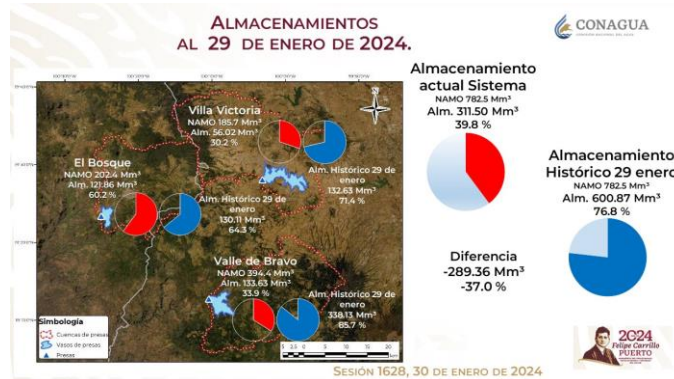 ALMACENAMIENTOS
AL 29 DE ENERO DE 2024.
CONAGUA
COMISIÓN NACIONAL DEL AGUA
Villa Victoria
NAMO 185.7 Mm³
Alm. 56.02 Mm³
30.2 %
Alm. Histórico 29 de
enero
132.63 Mm³
71.4 %
El Bosque
NAMO 202.4 Mm³
Alm. 121.86 Mm³
60.2 %
Alm. Histórico 29 de
enero
130.11 Mm³
64.3 %
Valle de Bravo
NAMO 394.4 Mm³
Alm. 133.63 Mm³
33.9 %
Alm. Histórico 29 de
enero
338.13 Mm³
85.7 %
Simbología
Cuencas de presas
Vasos de presas
Presas
Almacenamiento
actual Sistema
NAMO 782.5 Mm³
Alm. 311.50 Mm³
39.8 %
Almacenamiento
Histórico 29 enero
NAMO 782.5 Mm³
Alm. 600.87 Mm³
76.8 %
Diferencia
-289.36 Mm³
-37.0 %
2024
Felipe Carrillo
PUERTO
SESIÓN 1628, 30 DE ENERO DE 2024